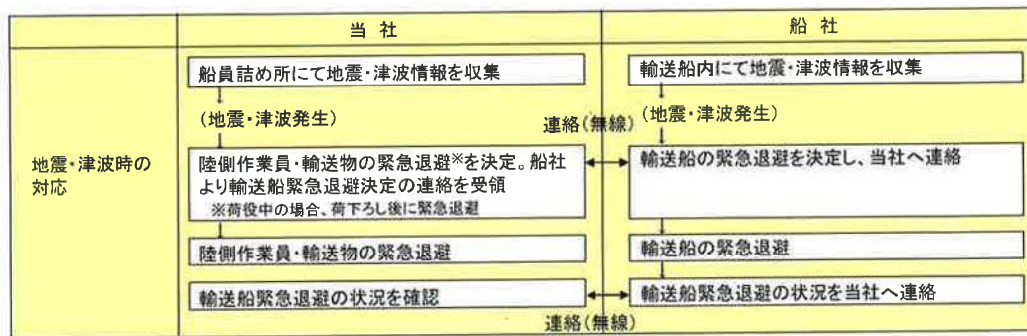 当 社
船 社
地震・津波時の
対応
船員詰め所にて地震・津波情報を収集
(地震・津波発生)
陸側作業員・輸送物の緊急退避※を決定。船社
より輸送船緊急退避決定の連絡を受領
※荷役中の場合、荷下ろし後に緊急退避
陸側作業員・輸送物の緊急退避
輸送船緊急退避の状況を確認
連絡(無線)
連絡(無線)
輸送船内にて地震・津波情報を収集
(地震・津波発生)
輸送船の緊急退避を決定し、当社へ連絡
輸送船の緊急退避
輸送船緊急退避の状況を当社へ連絡